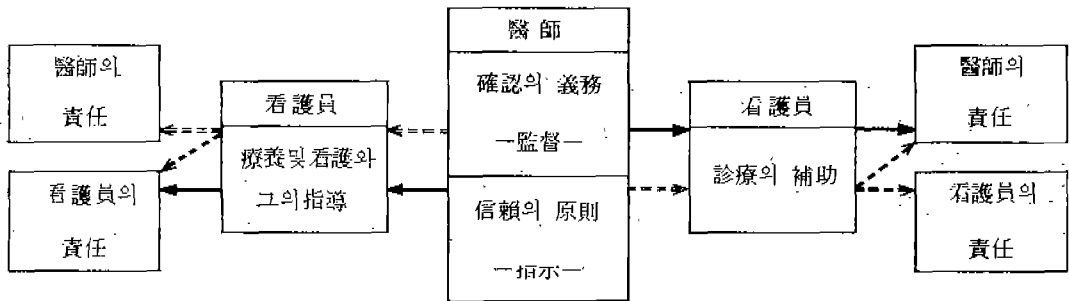 醫師의
責任
看護員의
責任
看護員
療養및看護와
그의指導
醫師
確認의 義務
―監督―
信賴의 原則
―指示―
看護員
診療의 補助
醫師의
責任
看護員의
責任